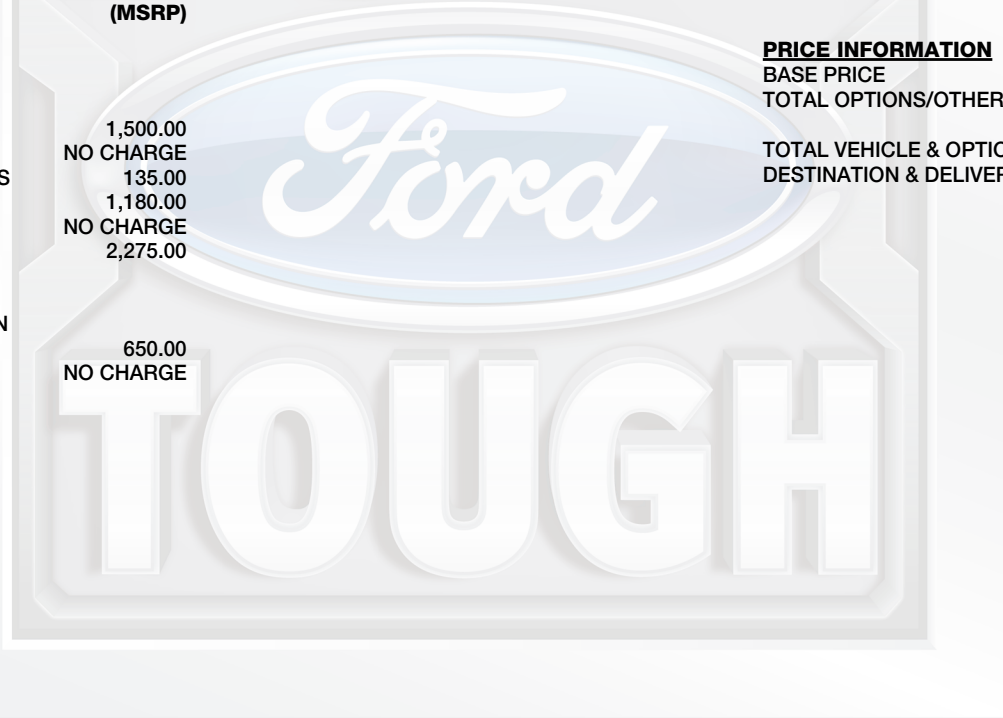 (MSRP)
1,500.00
NO CHARGE
S
135.00
1,180.00
NO CHARGE
2,275.00
N
650.00
NO CHARGE
PRICE INFORMATION
BASE PRICE
TOTAL OPTIONS/OTHER
TOTAL VEHICLE & OPTIO
DESTINATION & DELIVER
Ford
TOUGH